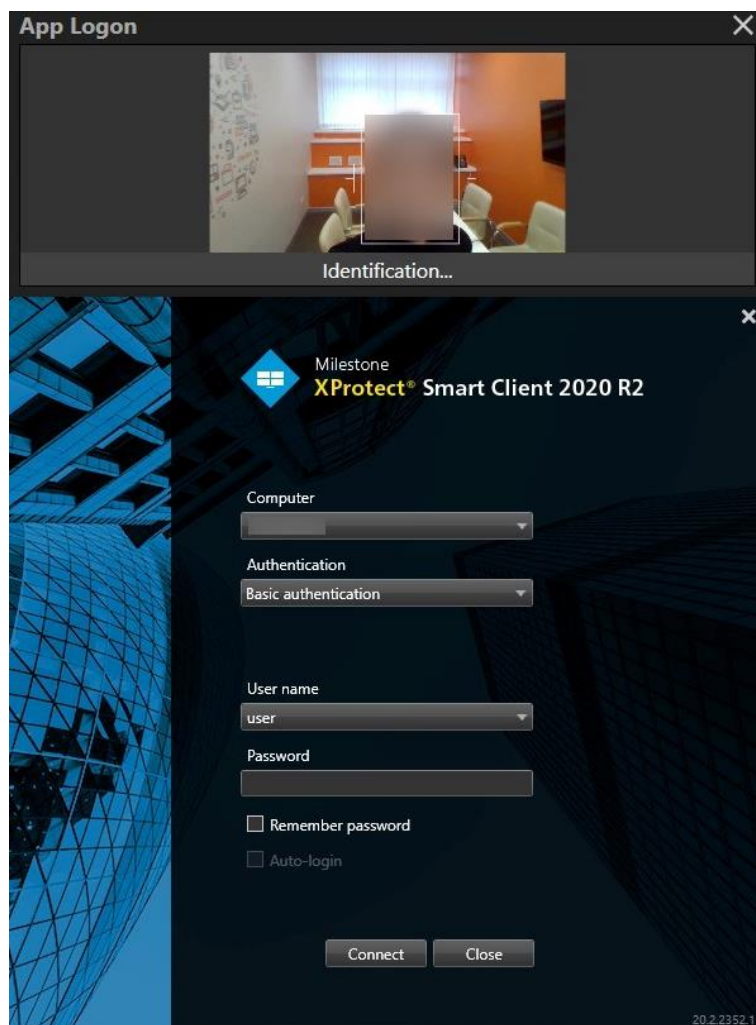 App Logon
Identification...
Milestone
XProtect® Smart Client 2020 R2
Computer
Authentication
Basic authentication
User name
user
Password
Remember password
Auto-login
Connect
Close
20.2.2352.1